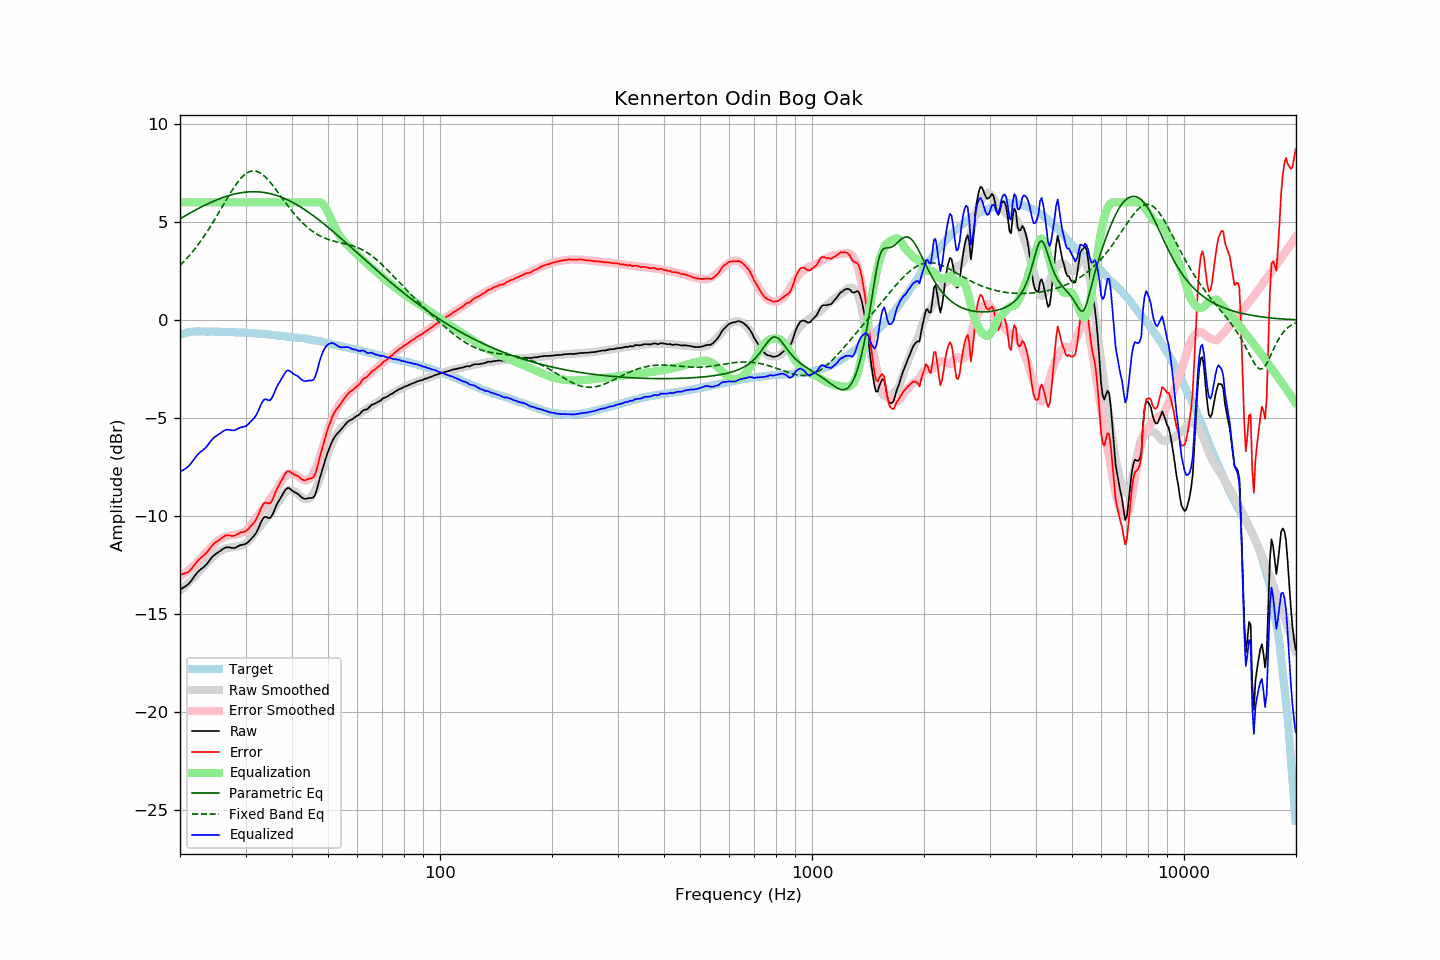 Kennerton Odin Bog Oak
10
5
0
−5
−10
−15
−20
−25
Amplitude (dBr)
Target
Raw Smoothed
Error Smoothed
Raw
Error
Equalization
Parametric Eq
Fixed Band Eq
Equalized
100
1000
10000
Frequency (Hz)